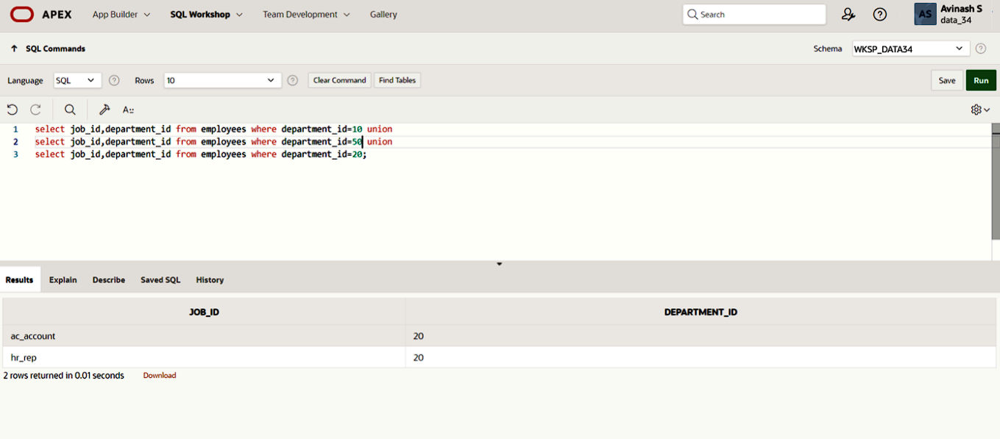 APEX App Builder SQL Workshop Team Development Gallery Search AS Avinash S
data_34
SQL Commands Schema WKSP_DATA34
Language SQL Rows 10 Clear Command Find Tables Save Run
A::
1 select job_id,department_id from employees where department_id=10 union
2 select job_id,department_id from employees where department_id=50 union
3 select job_id,department_id from employees where department_id=20;
Results Explain Describe Saved SQL History
JOB_ID DEPARTMENT_ID
ac_account 20
hr_rep 20
2 rows returned in 0.01 seconds Download